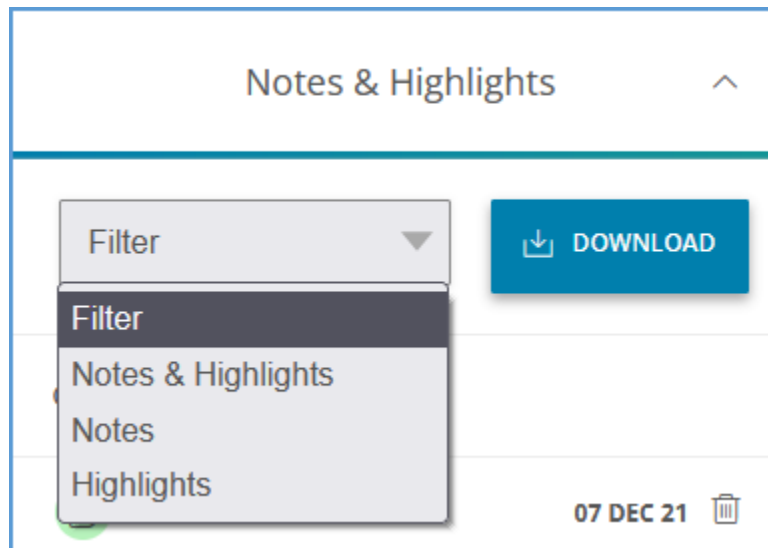 Notes & Highlights
Filter
DOWNLOAD
Filter
Notes & Highlights
Notes
Highlights
07 DEC 21